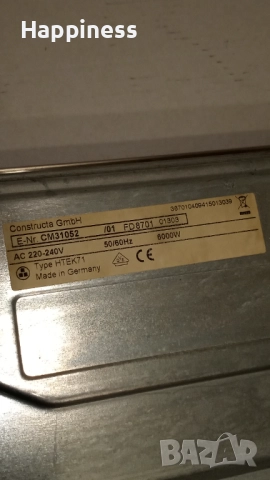 Happiness
387010409415013039
Constructa GmbH
E-Nr. CM31052 /01 FD8701 01303
AC 220-240V 50/60Hz 6000W
Type HTEK71
Made in Germany
CE
BAZAR